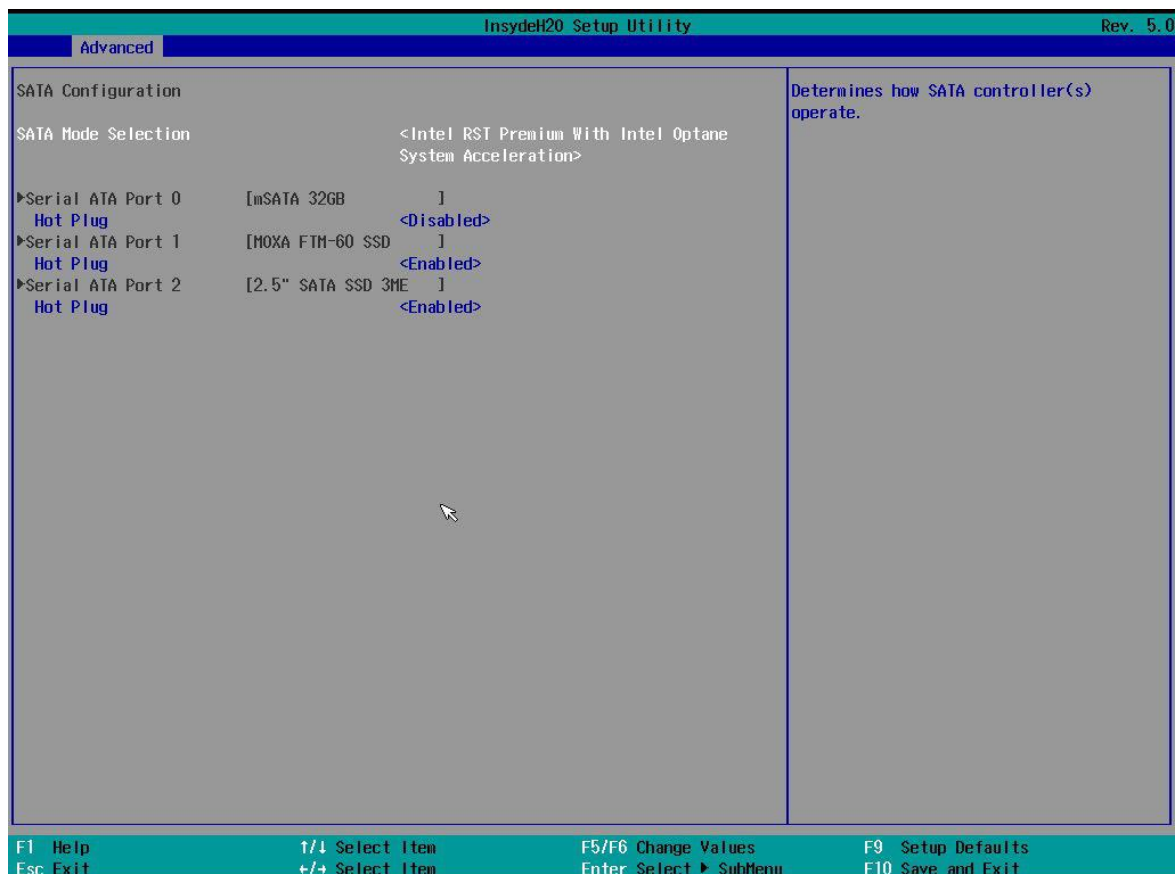 InsydeH20 Setup Utility Rev. 5.0
Advanced
SATA Configuration
SATA Mode Selection <Intel RST Premium With Intel Optane
System Acceleration>
▶Serial ATA Port 0 [mSATA 32GB ]
Hot Plug <Disabled>
▶Serial ATA Port 1 [MOXA FTM-60 SSD ]
Hot Plug <Enabled>
▶Serial ATA Port 2 [2.5" SATA SSD 3ME ]
Hot Plug <Enabled>
Determines how SATA controller(s)
operate.
F1 Help ↑/↓ Select Item F5/F6 Change Values F9 Setup Defaults
Esc Exit ←/→ Select Item Enter Select ▶ SubMenu F10 Save and Exit